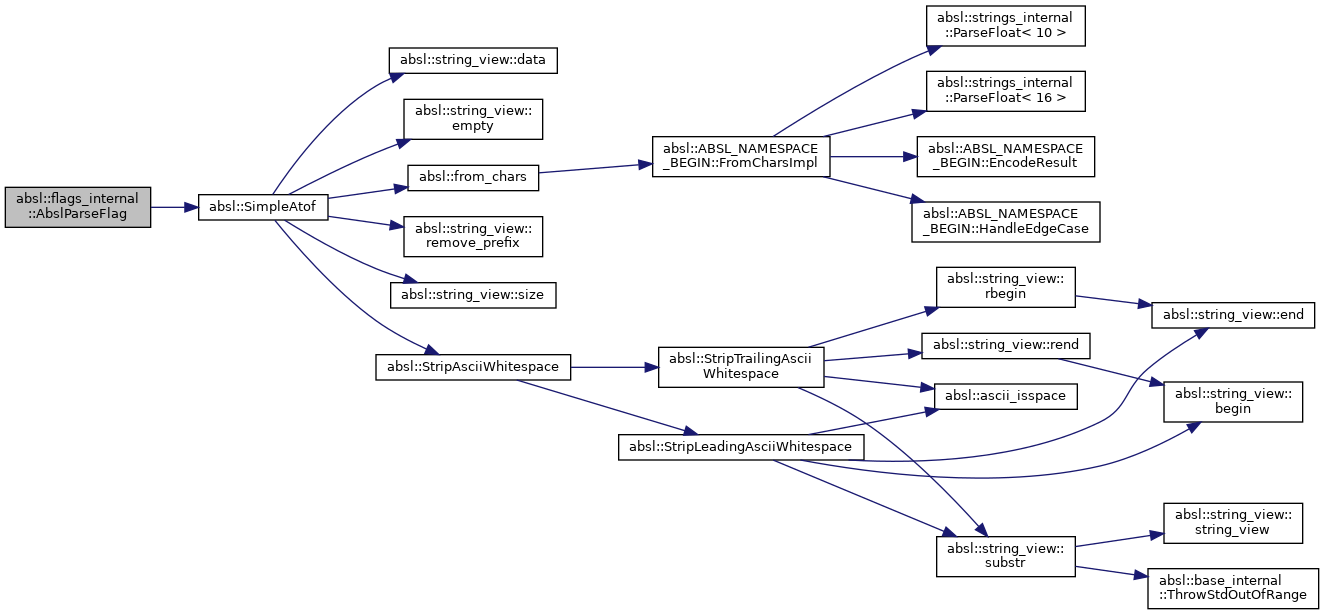 absl::flags_internal
::AbslParseFlag
absl::SimpleAtof
absl::string_view::data
absl::string_view::
empty
absl::from_chars
absl::string_view::
remove_prefix
absl::string_view::size
absl::StripAsciiWhitespace
absl::ABSL_NAMESPACE
_BEGIN::FromCharsImpl
absl::strings_internal
::ParseFloat< 10 >
absl::strings_internal
::ParseFloat< 16 >
absl::ABSL_NAMESPACE
_BEGIN::EncodeResult
absl::ABSL_NAMESPACE
_BEGIN::HandleEdgeCase
absl::StripTrailingAscii
Whitespace
absl::StripLeadingAsciiWhitespace
absl::string_view::
rbegin
absl::string_view::rend
absl::ascii_isspace
absl::string_view::
substr
absl::string_view::end
absl::string_view::
begin
absl::string_view::
string_view
absl::base_internal
::ThrowStdOutOfRange